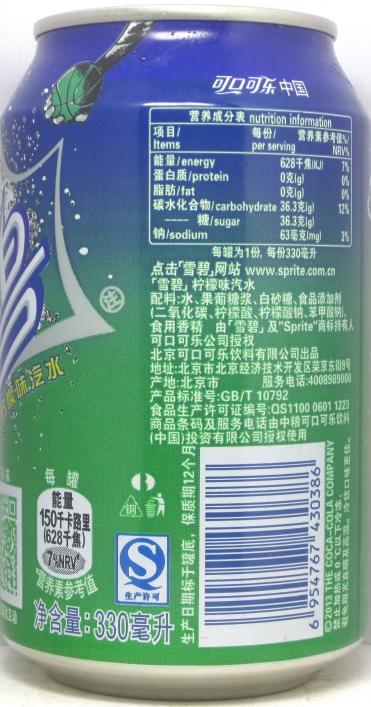 可口可乐 中国
营养成分表 nutrition information
项目/ 每份/ 营养素参考值%/
Items per serving NRV%
能量/energy 628千焦(KJ) 7%
蛋白质/protein 0克(g) 0%
脂肪/fat 0克(g) 0%
碳水化合物/carbohydrate 36.3克(g) 12%
---- 糖/sugar 36.3克(g)
钠/sodium 63毫克(mg) 3%
每罐为1份, 每份330毫升
点击「雪碧」网站 www.sprite.com.cn
「雪碧」柠檬味汽水
配料:水、果葡糖浆、白砂糖、食品添加剂
(二氧化碳、柠檬酸、柠檬酸钠、苯甲酸钠)、
食用香精 由「雪碧」及"Sprite"商标持有人
可口可乐公司授权
北京可口可乐饮料有限公司出品
地址:北京市北京经济技术开发区荣京东街9号
产地:北京市 服务电话:4008989000
产品标准号:GB/T 10792
食品生产许可证编号:QS1100 0601 1223
商品条码及服务电话由中粮可口可乐饮料
(中国)投资有限公司授权使用
味汽水
每 罐
能量
150千卡路里
(628千焦)
7%NRV*
*营养素参考值
净含量:330毫升
钢
生产许可
生产日期标于罐底, 保质期12个月
6 954767 430386
©2013 THE COCA-COLA COMPANY